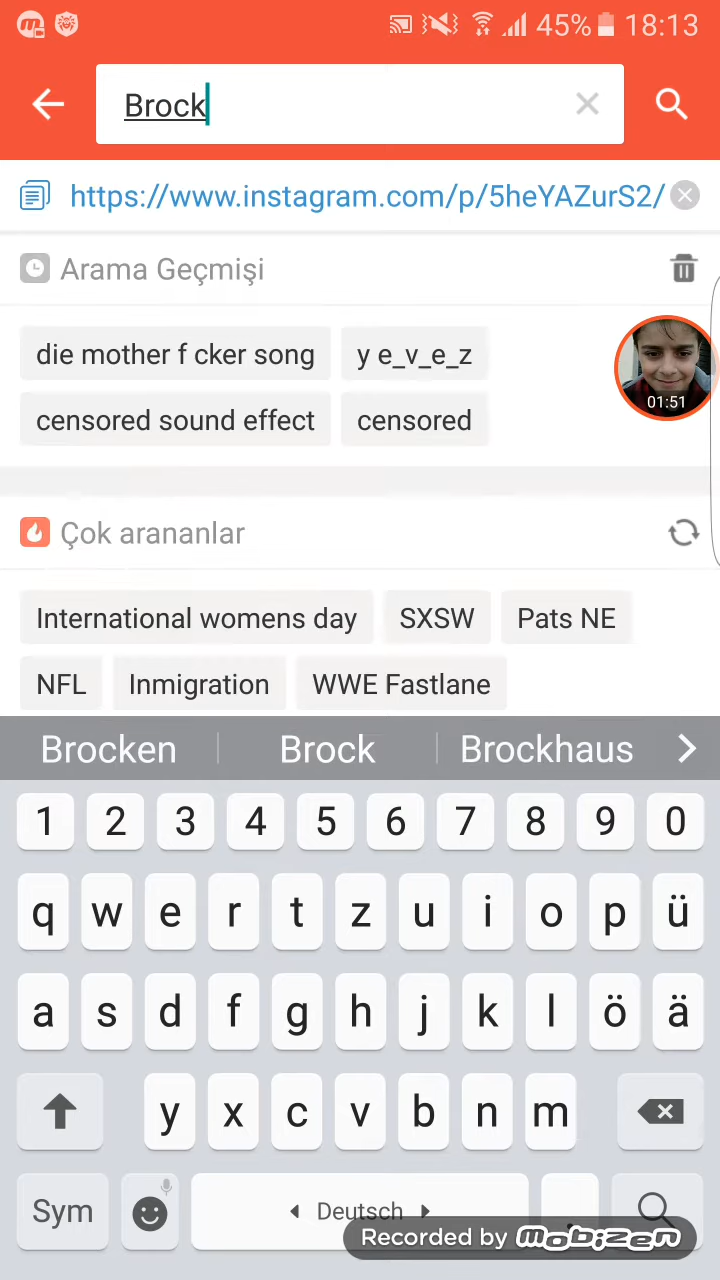 45% 18:13
Brock
https://www.instagram.com/p/5heYAZurS2/
Arama Geçmişi
die mother f cker song y e_v_e_z
01:51
censored sound effect censored
Çok arananlar
International womens day SXSW Pats NE
NFL Inmigration WWE Fastlane
Brocken Brock Brockhaus
1 2 3 4 5 6 7 8 9 0
q w e r t z u i o p ü
a s d f g h j k l ö ä
y x c v b n m
Sym Deutsch .
Recorded by mobizen